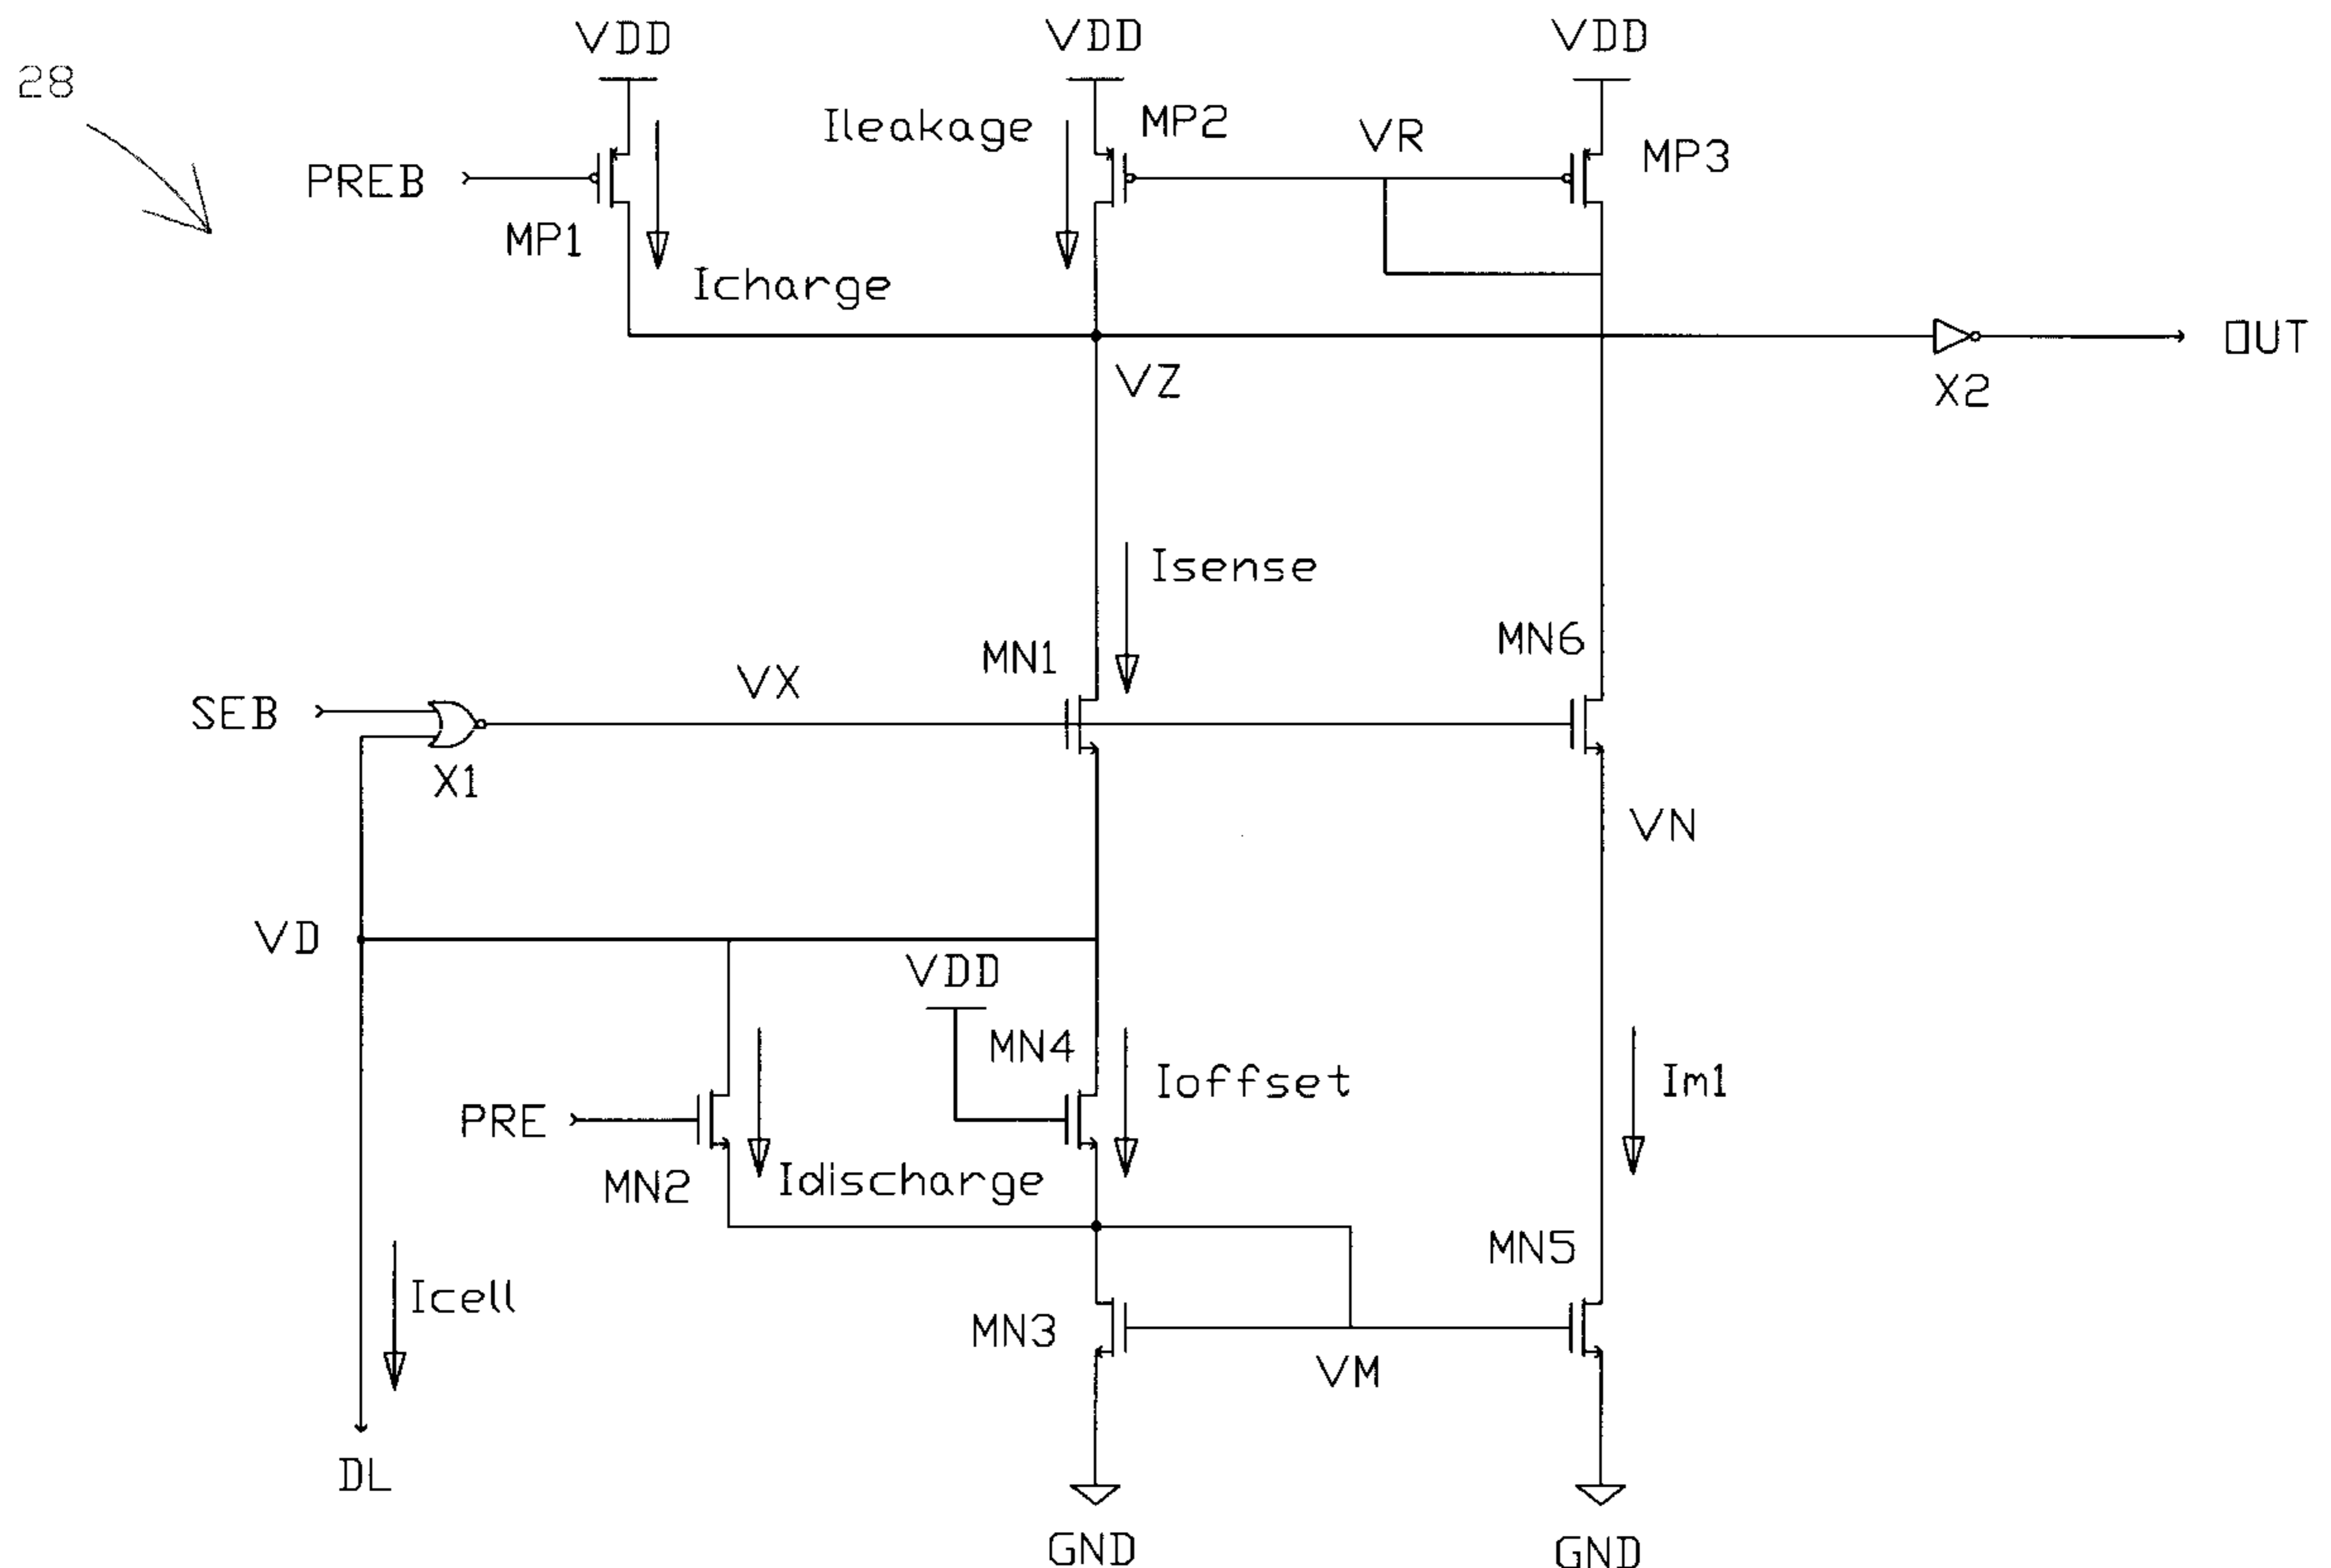 VDD
VDD
VDD
28
Ileakage
MP2
VR
MP3
PREB
MP1
Icharge
VZ
OUT
X2
Isense
MN1
MN6
SEB
VX
X1
VN
VD
VDD
MN4
Ioffset
Im1
PRE
MN2
Idischarge
MN5
Icell
MN3
VM
DL
GND
GND